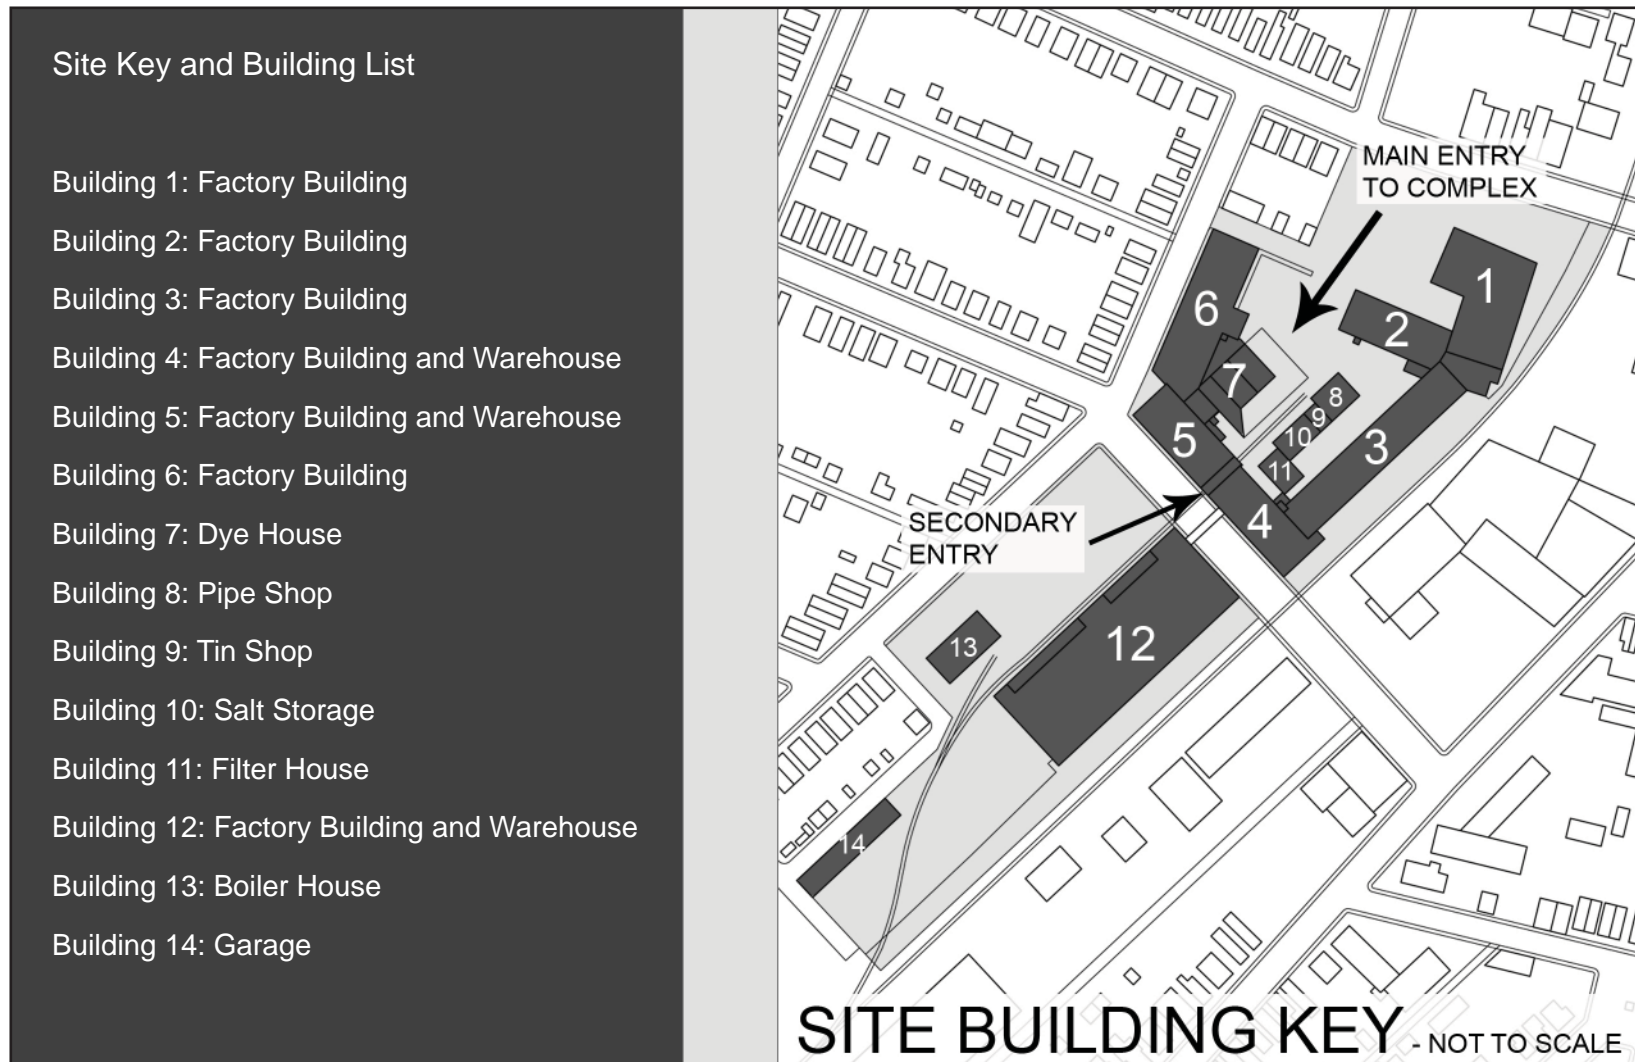 Site Key and Building List
Building 1: Factory Building
Building 2: Factory Building
Building 3: Factory Building
Building 4: Factory Building and Warehouse
Building 5: Factory Building and Warehouse
Building 6: Factory Building
Building 7: Dye House
Building 8: Pipe Shop
Building 9: Tin Shop
Building 10: Salt Storage
Building 11: Filter House
Building 12: Factory Building and Warehouse
Building 13: Boiler House
Building 14: Garage
MAIN ENTRY
TO COMPLEX
1
6
2
7
8
9
10
5
3
11
SECONDARY
ENTRY
4
13
12
14
SITE BUILDING KEY - NOT TO SCALE